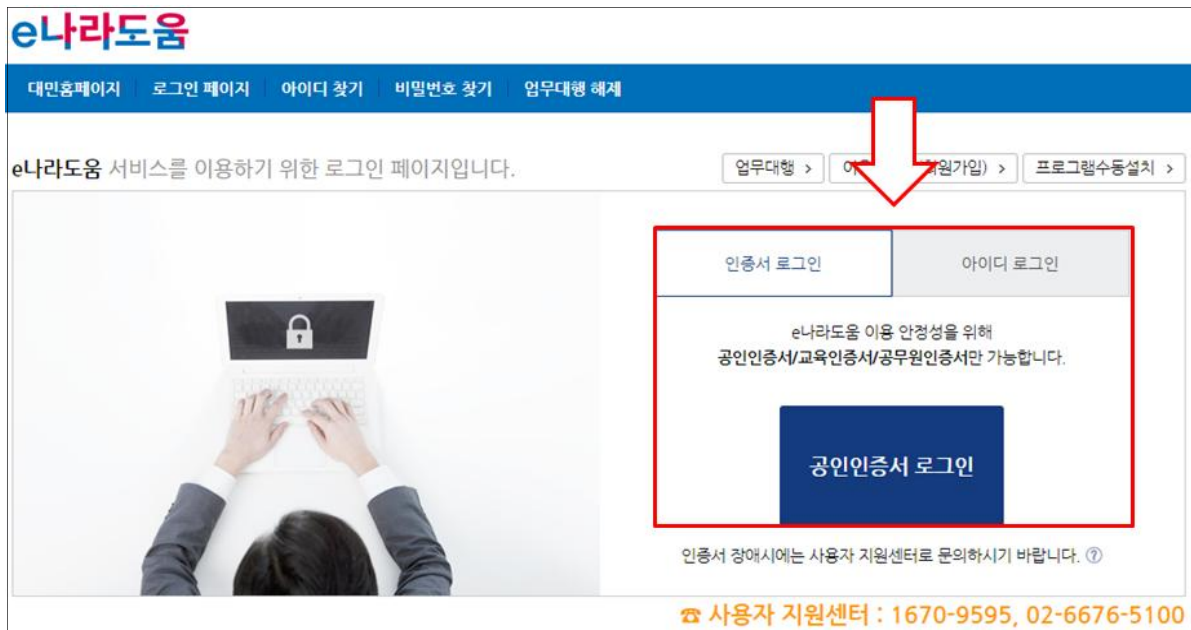 e나라도움
대민홈페이지 로그인 페이지 아이디 찾기 비밀번호 찾기 업무대행 해제
e나라도움 서비스를 이용하기 위한 로그인 페이지입니다.
업무대행 > 회원가입) > 프로그램수동설치 >
인증서 로그인 아이디 로그인
e나라도움 이용 안정성을 위해
공인인증서/교육인증서/공무원인증서만 가능합니다.
공인인증서 로그인
인증서 장애시에는 사용자 지원센터로 문의하시기 바랍니다. ?
☎ 사용자 지원센터 : 1670-9595, 02-6676-5100